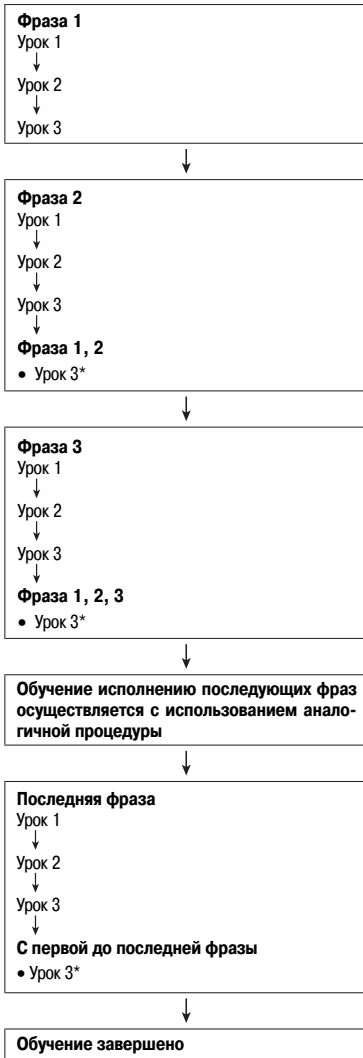 Фраза 1
Урок 1
Урок 2
Урок 3
Фраза 2
Урок 1
Урок 2
Урок 3
Фраза 1, 2
● Урок 3*
Фраза 3
Урок 1
Урок 2
Урок 3
Фраза 1, 2, 3
● Урок 3*
Обучение исполнению последующих фраз
осуществляется с использованием анало-
гичной процедуры
Последняя фраза
Урок 1
Урок 2
Урок 3
С первой до последней фразы
● Урок 3*
Обучение завершено